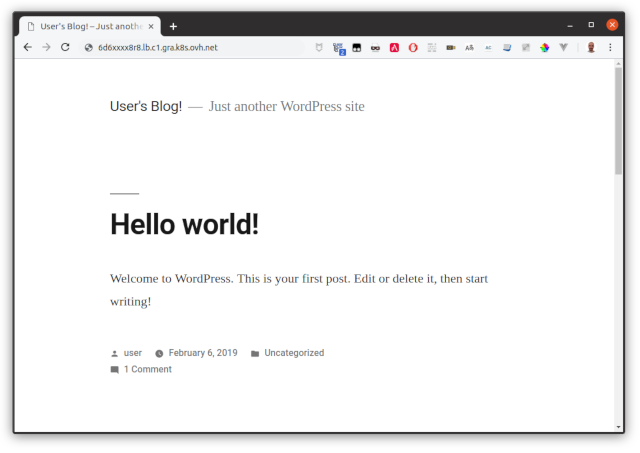 User's Blog! – Just anothe
6d6xxxx8r8.lb.c1.gra.k8s.ovh.net
2
A
AC
User's Blog! — Just another WordPress site
Hello world!
Welcome to WordPress. This is your first post. Edit or delete it, then start
writing!
user February 6, 2019 Uncategorized
1 Comment